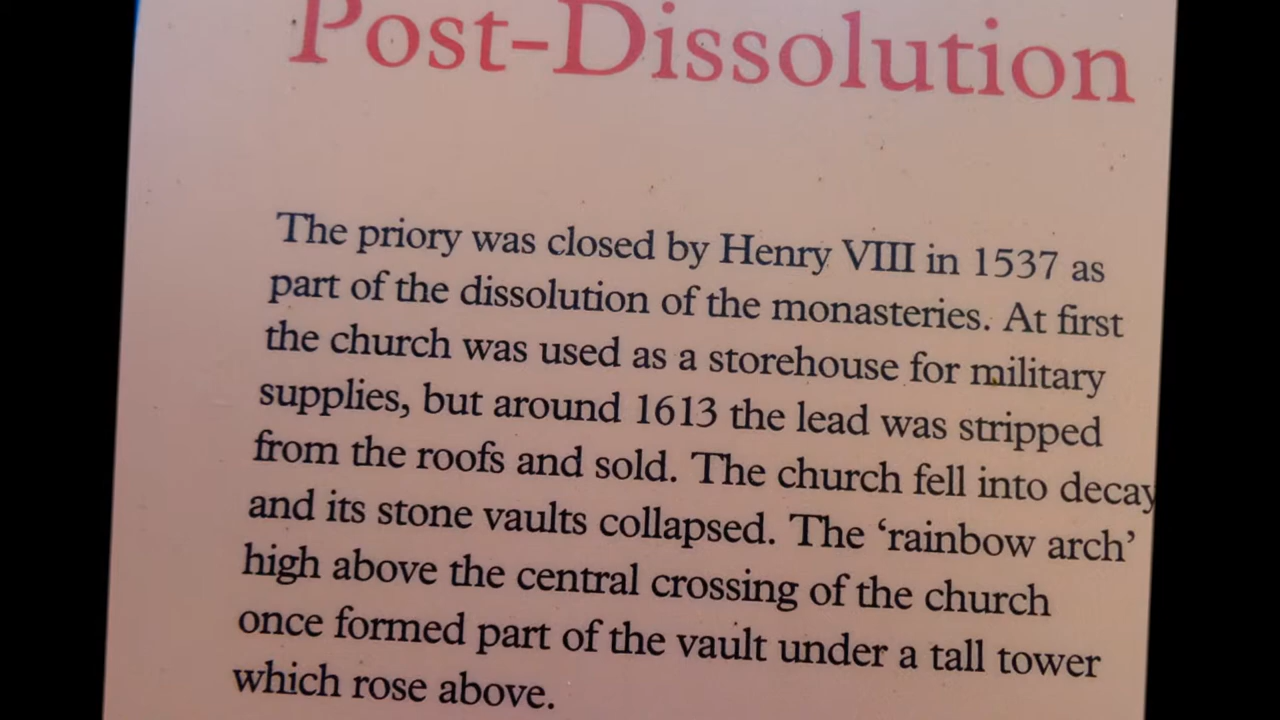 Post-Dissolution
The priory was closed by Henry VIII in 1537 as
part of the dissolution of the monasteries. At first
the church was used as a storehouse for military
supplies, but around 1613 the lead was stripped
from the roofs and sold. The church fell into decay
and its stone vaults collapsed. The ‘rainbow arch’
high above the central crossing of the church
once formed part of the vault under a tall tower
which rose above.